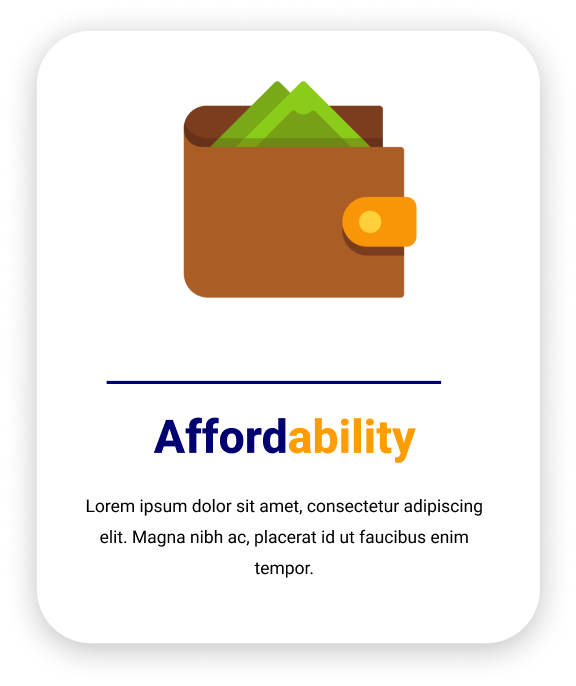 Affordability
Lorem ipsum dolor sit amet, consectetur adipiscing
elit. Magna nibh ac, placerat id ut faucibus enim
tempor.